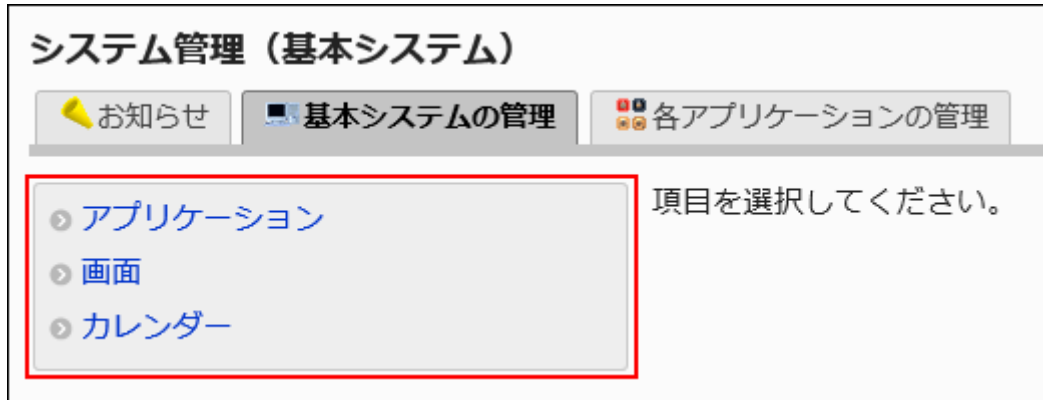 システム管理（基本システム）
お知らせ 基本システムの管理 各アプリケーションの管理
アプリケーション 項目を選択してください。
画面
カレンダー